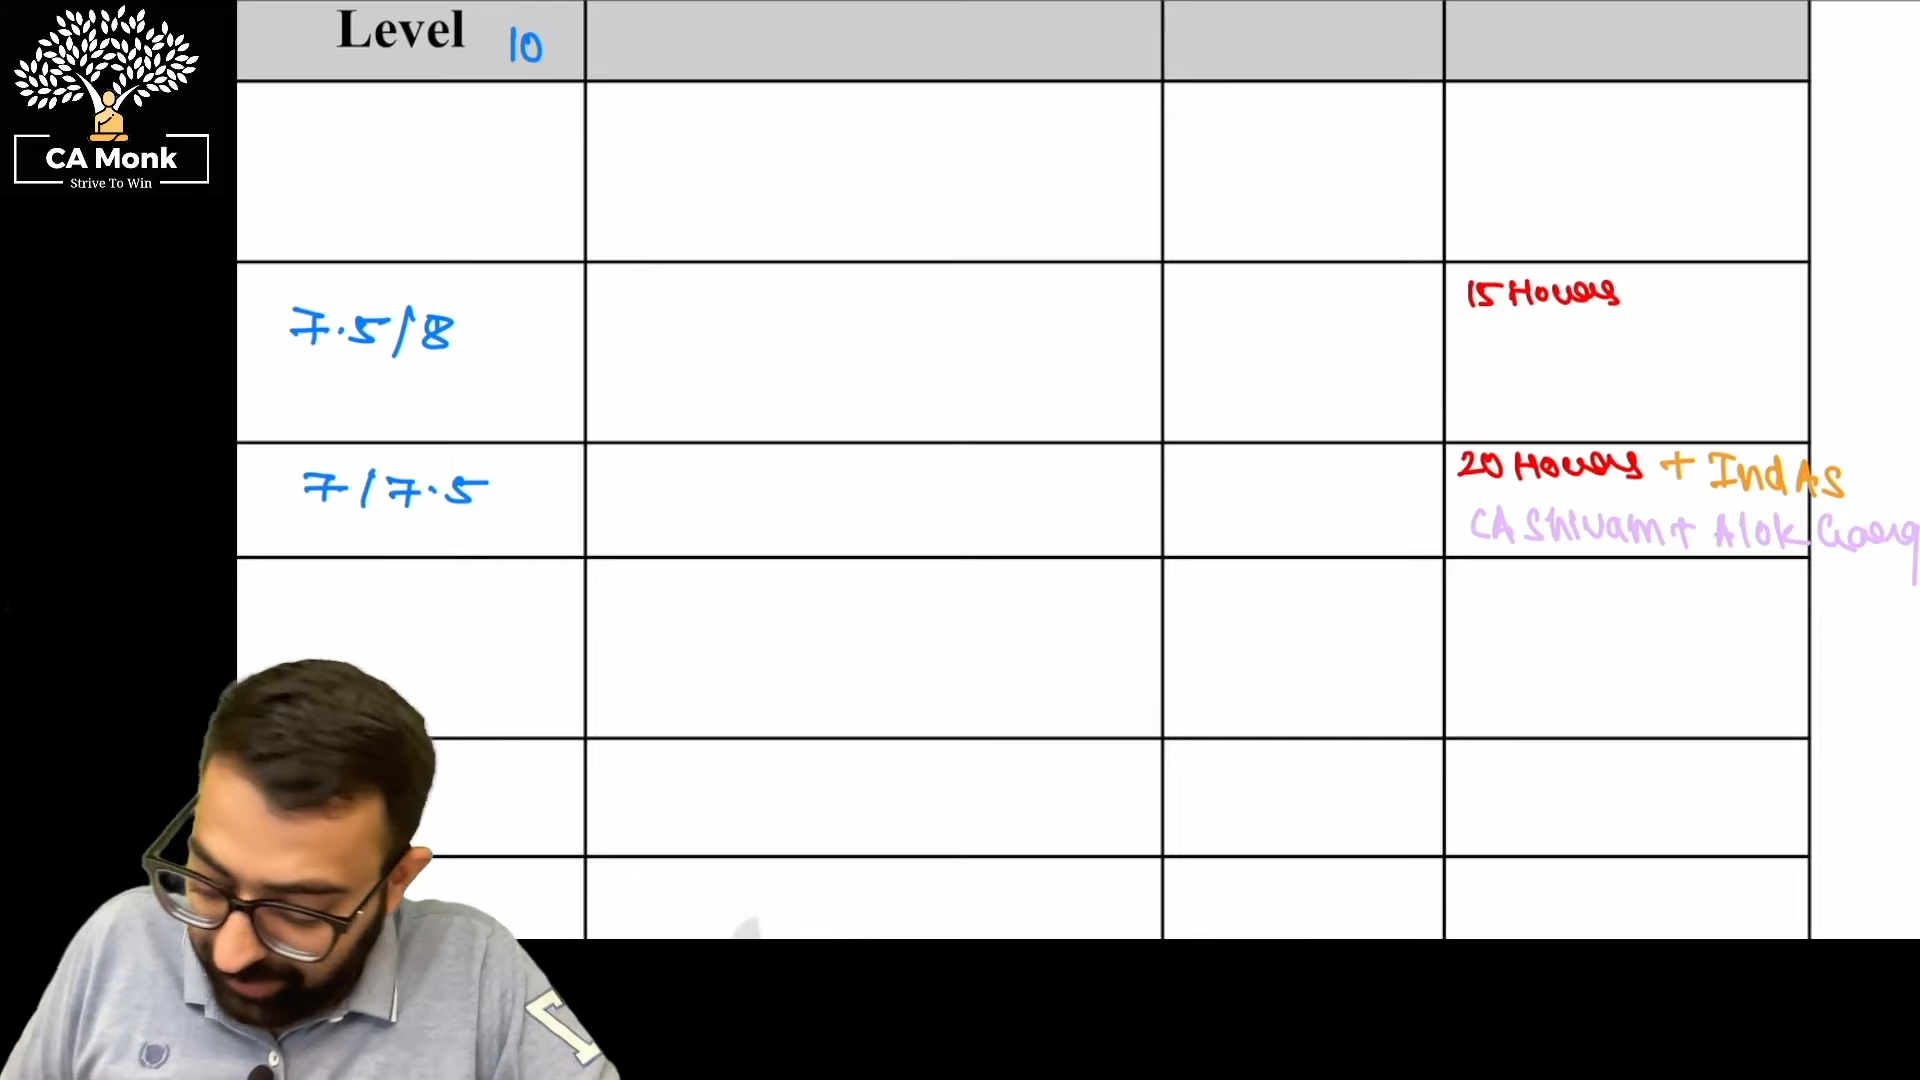 CA Monk
Strive To Win
Level 10
7.5/8
15 Hours
7/7.5
20 Hours + Ind AS
CA Shivam + Alok Garg